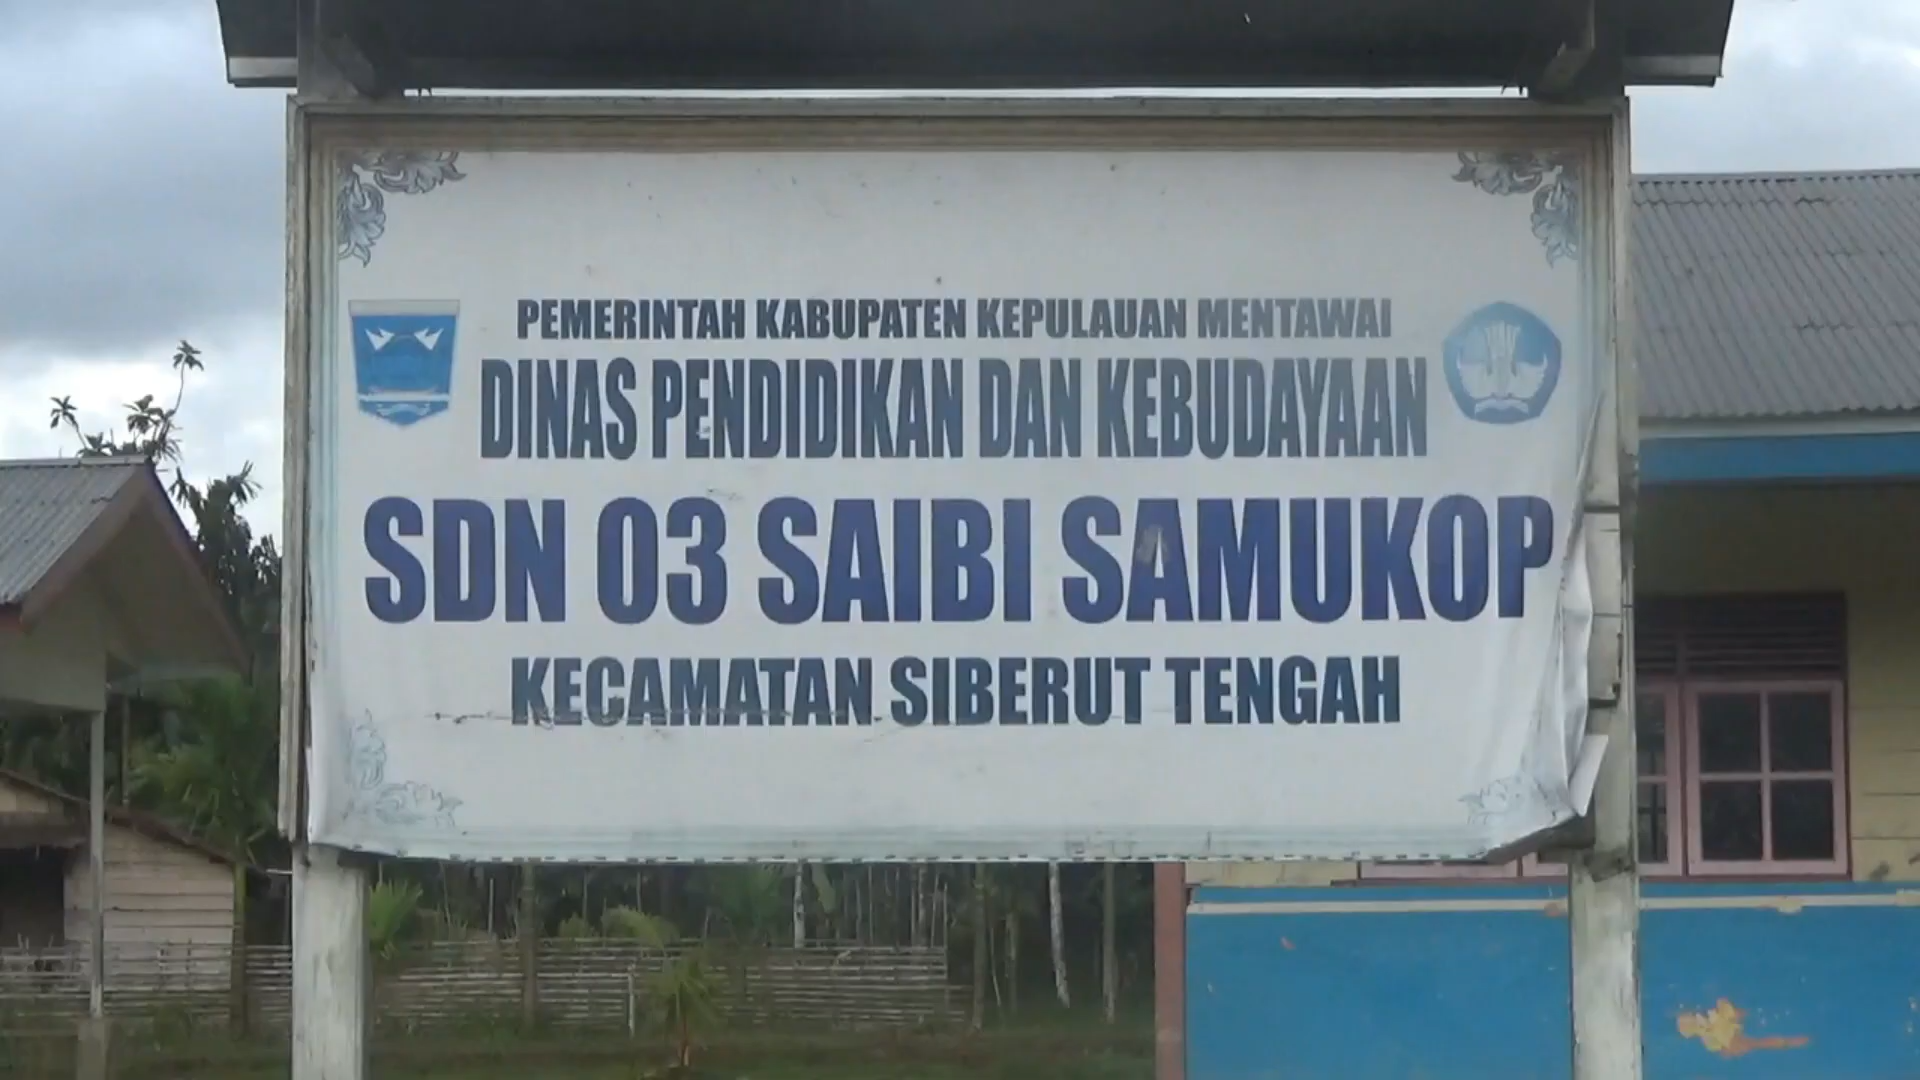 PEMERINTAH KABUPATEN KEPULAUAN MENTAWAI
DINAS PENDIDIKAN DAN KEBUDAYAAN
SDN 03 SAIBI SAMUKOP
KECAMATAN SIBERUT TENGAH